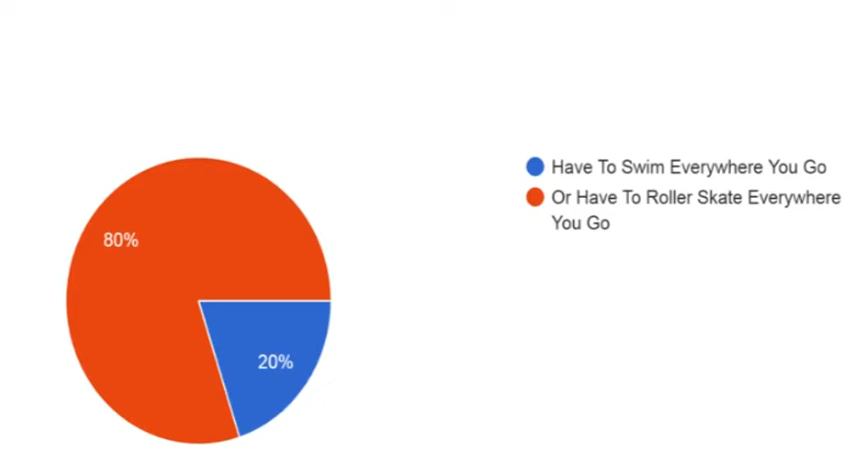 Have To Swim Everywhere You Go
Or Have To Roller Skate Everywhere
You Go
80%
20%